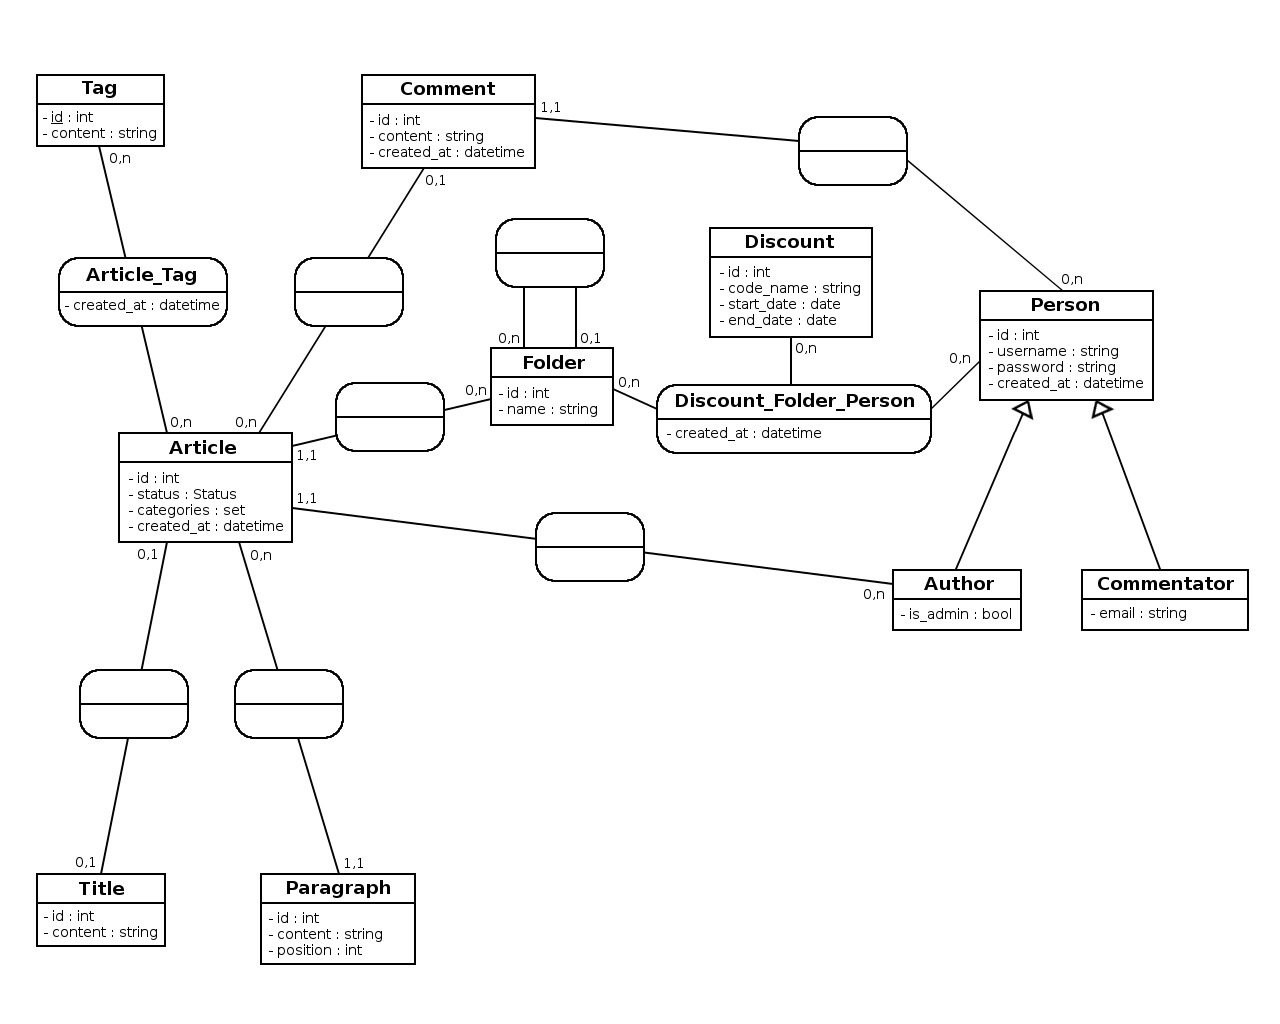 Tag
- id : int
- content : string
0,n
Comment
- id : int
- content : string
- created_at : datetime
1,1
0,1
Article_Tag
- created_at : datetime
Discount
- id : int
- code_name : string
- start_date : date
- end_date : date
0,n
0,n
Person
- id : int
- username : string
- password : string
- created_at : datetime
0,n
0,n
0,1
Folder
- id : int
- name : string
0,n
0,n
Discount_Folder_Person
- created_at : datetime
0,n
0,n
Article
- id : int
- status : Status
- categories : set
- created_at : datetime
1,1
1,1
0,1
0,n
Author
- is_admin : bool
0,n
Commentator
- email : string
0,1
Title
- id : int
- content : string
1,1
Paragraph
- id : int
- content : string
- position : int